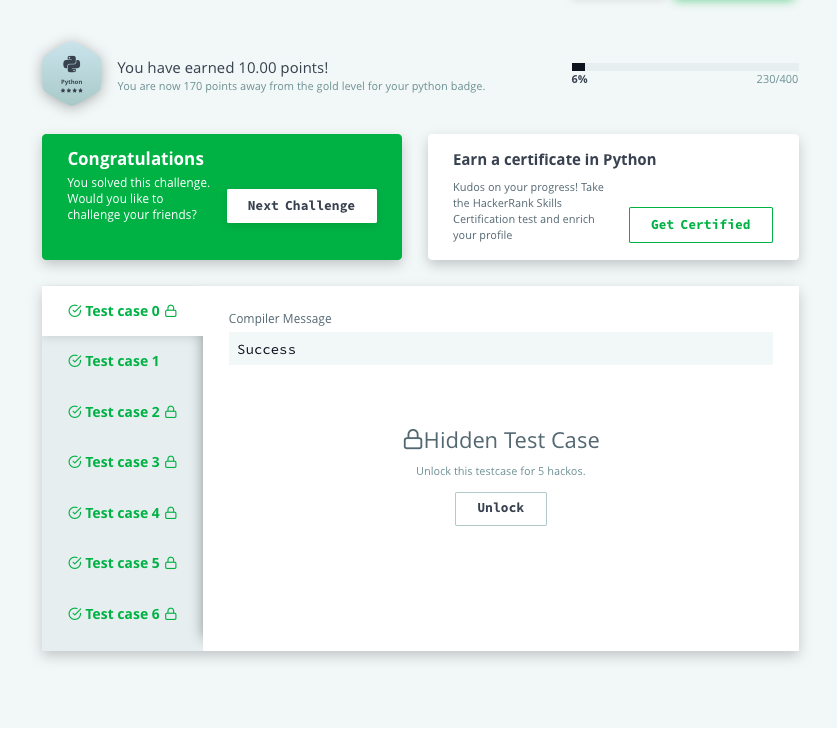 Python
★★★★
You have earned 10.00 points!
You are now 170 points away from the gold level for your python badge.
6%
230/400
Congratulations
You solved this challenge.
Would you like to
challenge your friends?
Next Challenge
Earn a certificate in Python
Kudos on your progress! Take
the HackerRank Skills
Certification test and enrich
your profile
Get Certified
Test case 0
Test case 1
Test case 2
Test case 3
Test case 4
Test case 5
Test case 6
Compiler Message
Success
Hidden Test Case
Unlock this testcase for 5 hackos.
Unlock